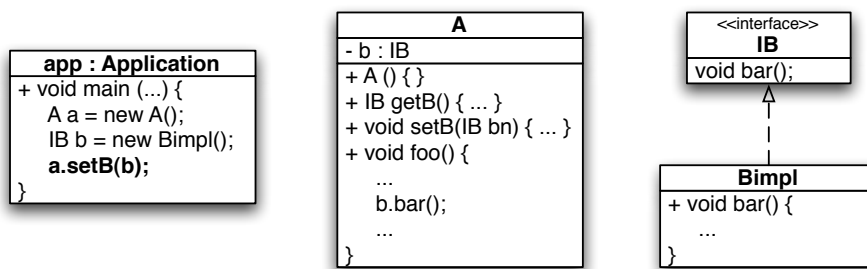 app : Application
+ void main (...) {
A a = new A();
IB b = new Bimpl();
a.setB(b);
}
A
- b : IB
+ A () { }
+ IB getB() { ... }
+ void setB(IB bn) { ... }
+ void foo() {
...
b.bar();
...
}
<<interface>>
IB
void bar();
Bimpl
+ void bar() {
...
}